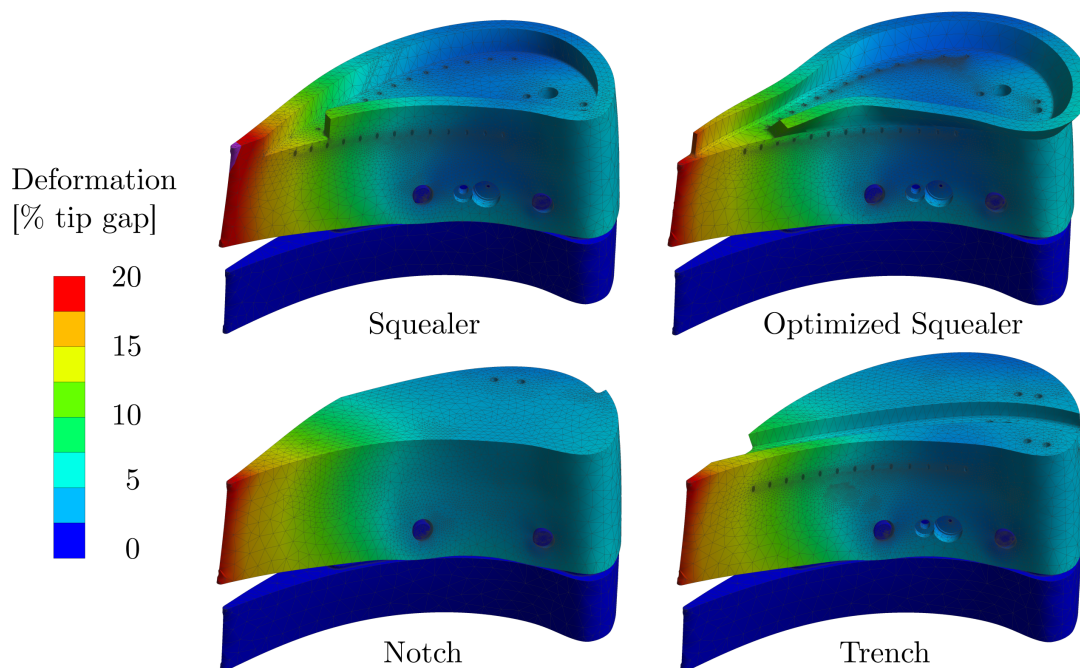 Deformation
[% tip gap]
20
15
10
5
0
Squealer
Optimized Squealer
Notch
Trench